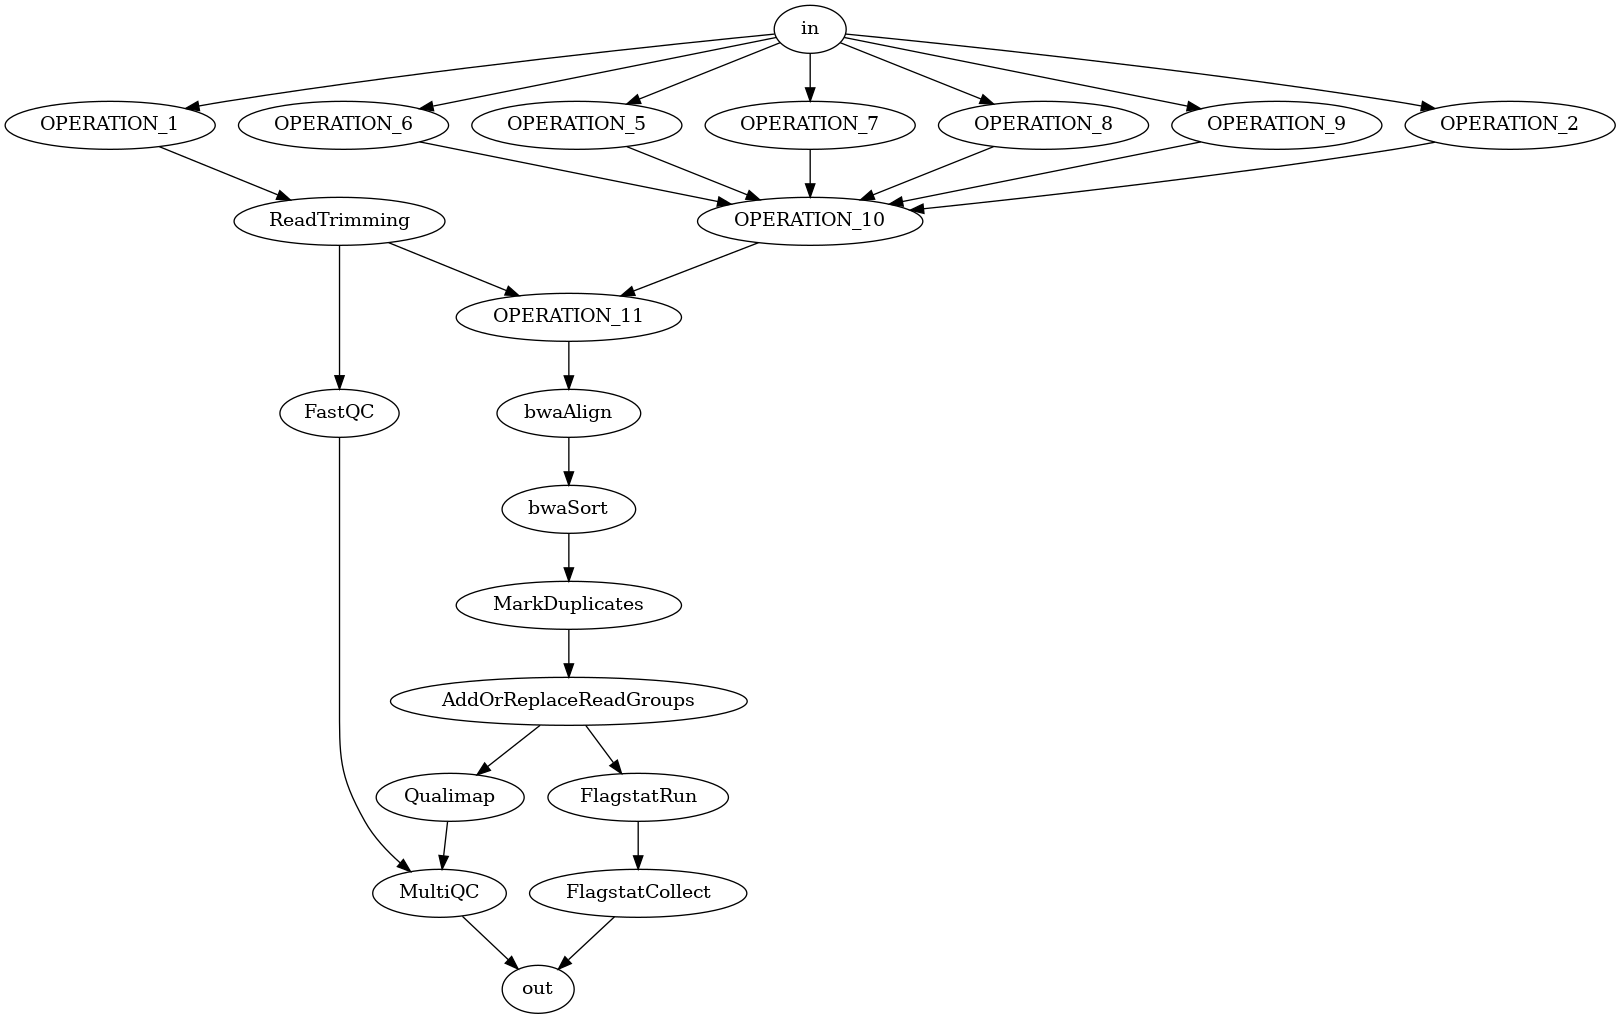 in
OPERATION_1
OPERATION_6
OPERATION_5
OPERATION_7
OPERATION_8
OPERATION_9
OPERATION_2
ReadTrimming
OPERATION_10
OPERATION_11
FastQC
bwaAlign
bwaSort
MarkDuplicates
AddOrReplaceReadGroups
Qualimap
FlagstatRun
MultiQC
FlagstatCollect
out